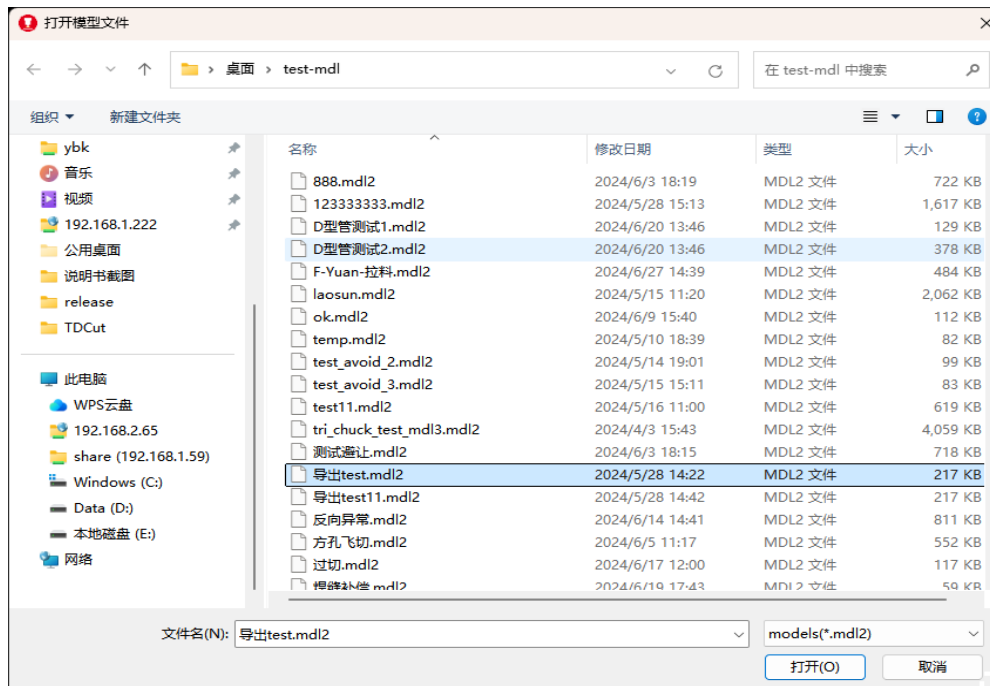 打开模型文件
桌面 › test-mdl
在 test-mdl 中搜索
组织 新建文件夹
ybk
音乐
视频
192.168.1.222
公用桌面
说明书截图
release
TDCut
此电脑
WPS云盘
192.168.2.65
share (192.168.1.59)
Windows (C:)
Data (D:)
本地磁盘 (E:)
网络
名称 修改日期 类型 大小
888.mdl2 2024/6/3 18:19 MDL2 文件 722 KB
123333333.mdl2 2024/5/28 15:13 MDL2 文件 1,617 KB
D型管测试1.mdl2 2024/6/20 13:46 MDL2 文件 129 KB
D型管测试2.mdl2 2024/6/20 13:46 MDL2 文件 378 KB
F-Yuan-拉料.mdl2 2024/6/27 14:39 MDL2 文件 484 KB
laosun.mdl2 2024/5/15 11:20 MDL2 文件 2,062 KB
ok.mdl2 2024/6/9 15:40 MDL2 文件 112 KB
temp.mdl2 2024/5/10 18:39 MDL2 文件 82 KB
test_avoid_2.mdl2 2024/5/14 19:01 MDL2 文件 99 KB
test_avoid_3.mdl2 2024/5/15 15:11 MDL2 文件 83 KB
test11.mdl2 2024/5/16 11:00 MDL2 文件 619 KB
tri_chuck_test_mdl3.mdl2 2024/4/3 15:43 MDL2 文件 4,059 KB
测试避让.mdl2 2024/6/3 18:15 MDL2 文件 718 KB
导出test.mdl2 2024/5/28 14:22 MDL2 文件 217 KB
导出test11.mdl2 2024/5/28 14:42 MDL2 文件 217 KB
反向异常.mdl2 2024/6/14 14:41 MDL2 文件 811 KB
方孔飞切.mdl2 2024/6/5 11:17 MDL2 文件 552 KB
过切.mdl2 2024/6/17 12:00 MDL2 文件 117 KB
焊缝补偿.mdl2 2024/6/19 17:43 MDL2 文件 59 KB
文件名(N): 导出test.mdl2 models(*.mdl2)
打开(O) 取消